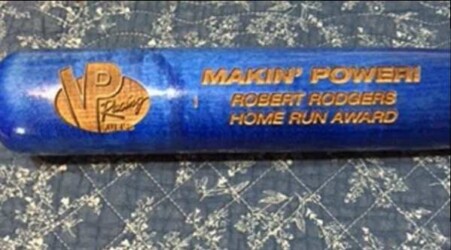 VP
Racing
MAKIN' POWER!
ROBERT RODGERS
HOME RUN AWARD